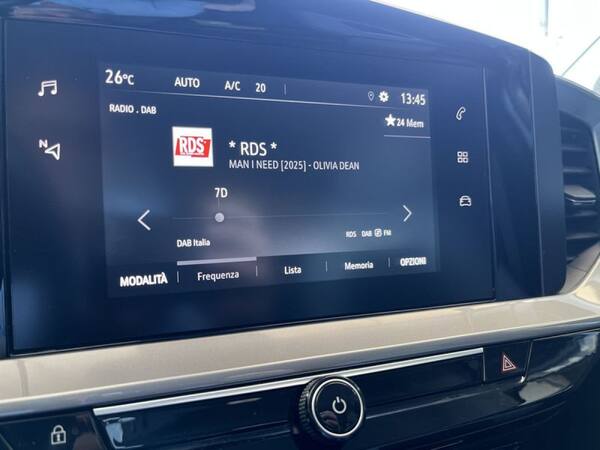 26°C AUTO A/C 20 13:45
RADIO . DAB
24 Mem
RDS
* RDS *
MAN I NEED [2025] - OLIVIA DEAN
N
7D
DAB Italia
RDS DAB FM
MODALITÀ Frequenza Lista Memoria OPZIONI